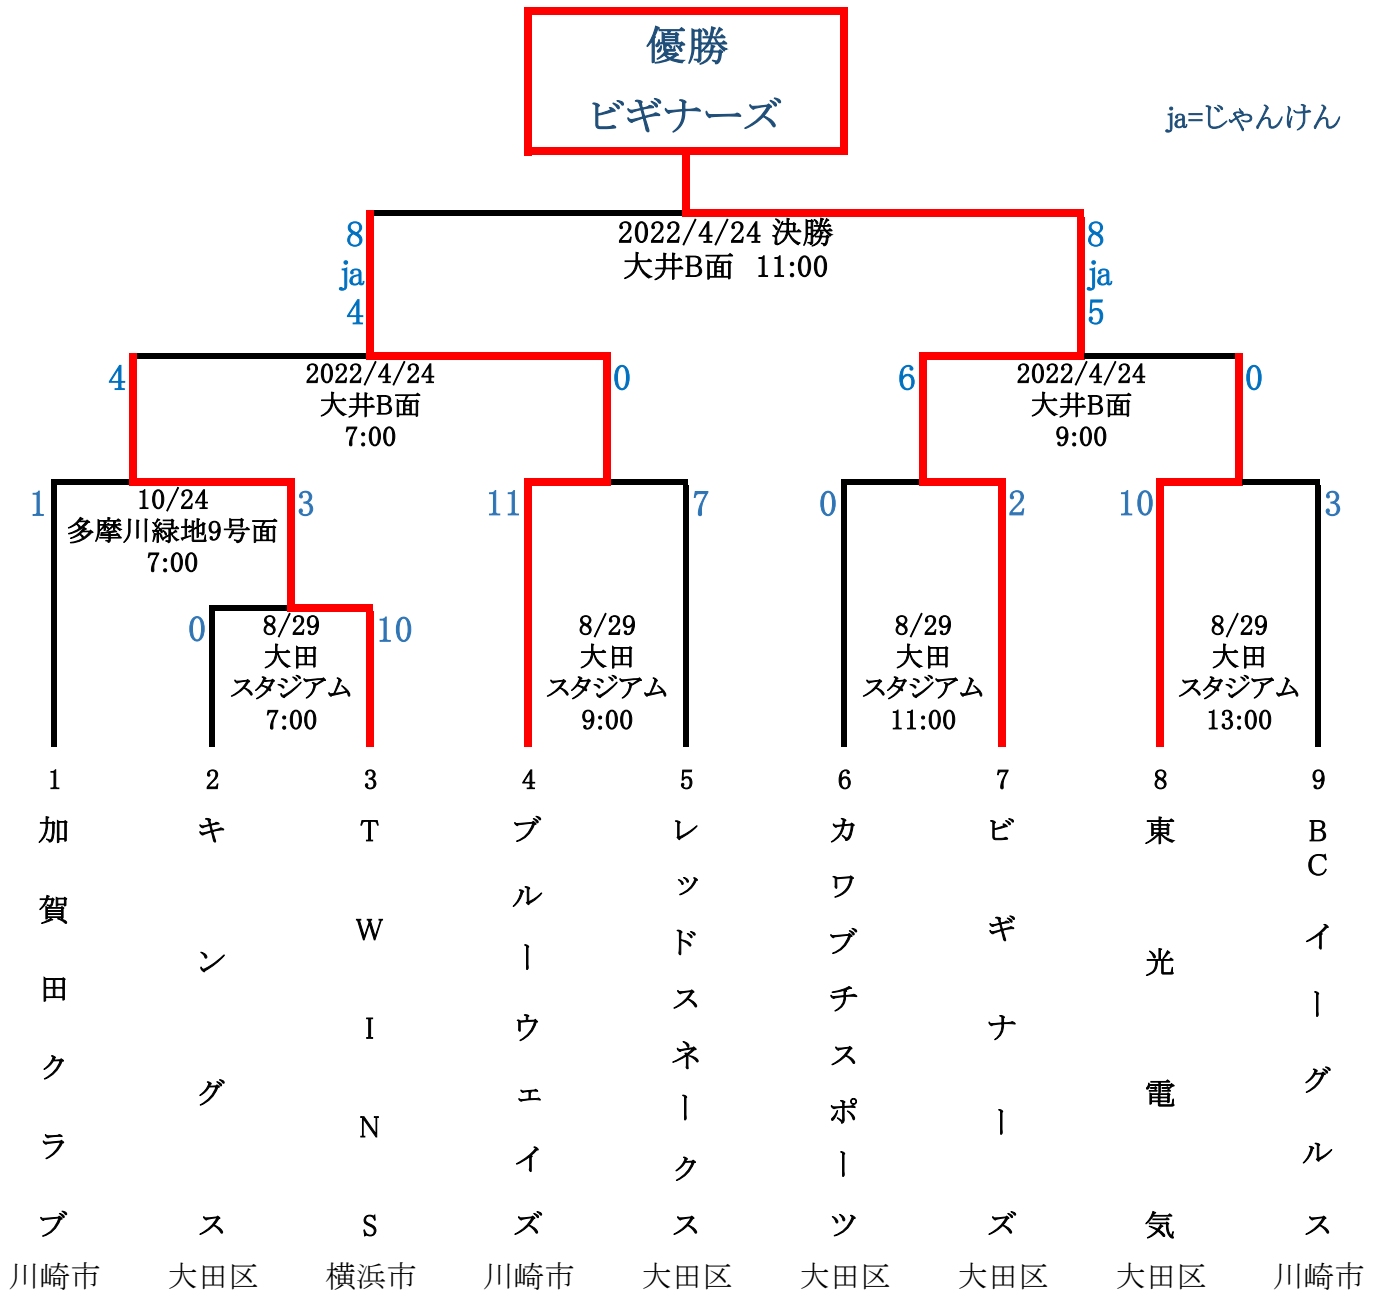 優勝
ビギナーズ
ja=じゃんけん
8
ja
4
2022/4/24 決勝
大井B面 11:00
8
ja
5
4
2022/4/24
大井B面
7:00
0
6
2022/4/24
大井B面
9:00
0
1
10/24
多摩川緑地9号面
7:00
3
11
7
0
2
10
3
0
8/29
大田
スタジアム
7:00
10
8/29
大田
スタジアム
9:00
8/29
大田
スタジアム
11:00
8/29
大田
スタジアム
13:00
1
加賀田クラブ
川崎市
2
キングス
大田区
3
TWINS
横浜市
4
ブルーウェイズ
川崎市
5
レッドスネークス
大田区
6
カワブチスポーツ
大田区
7
ビギナーズ
大田区
8
東光電気
大田区
9
BCイーグルス
川崎市